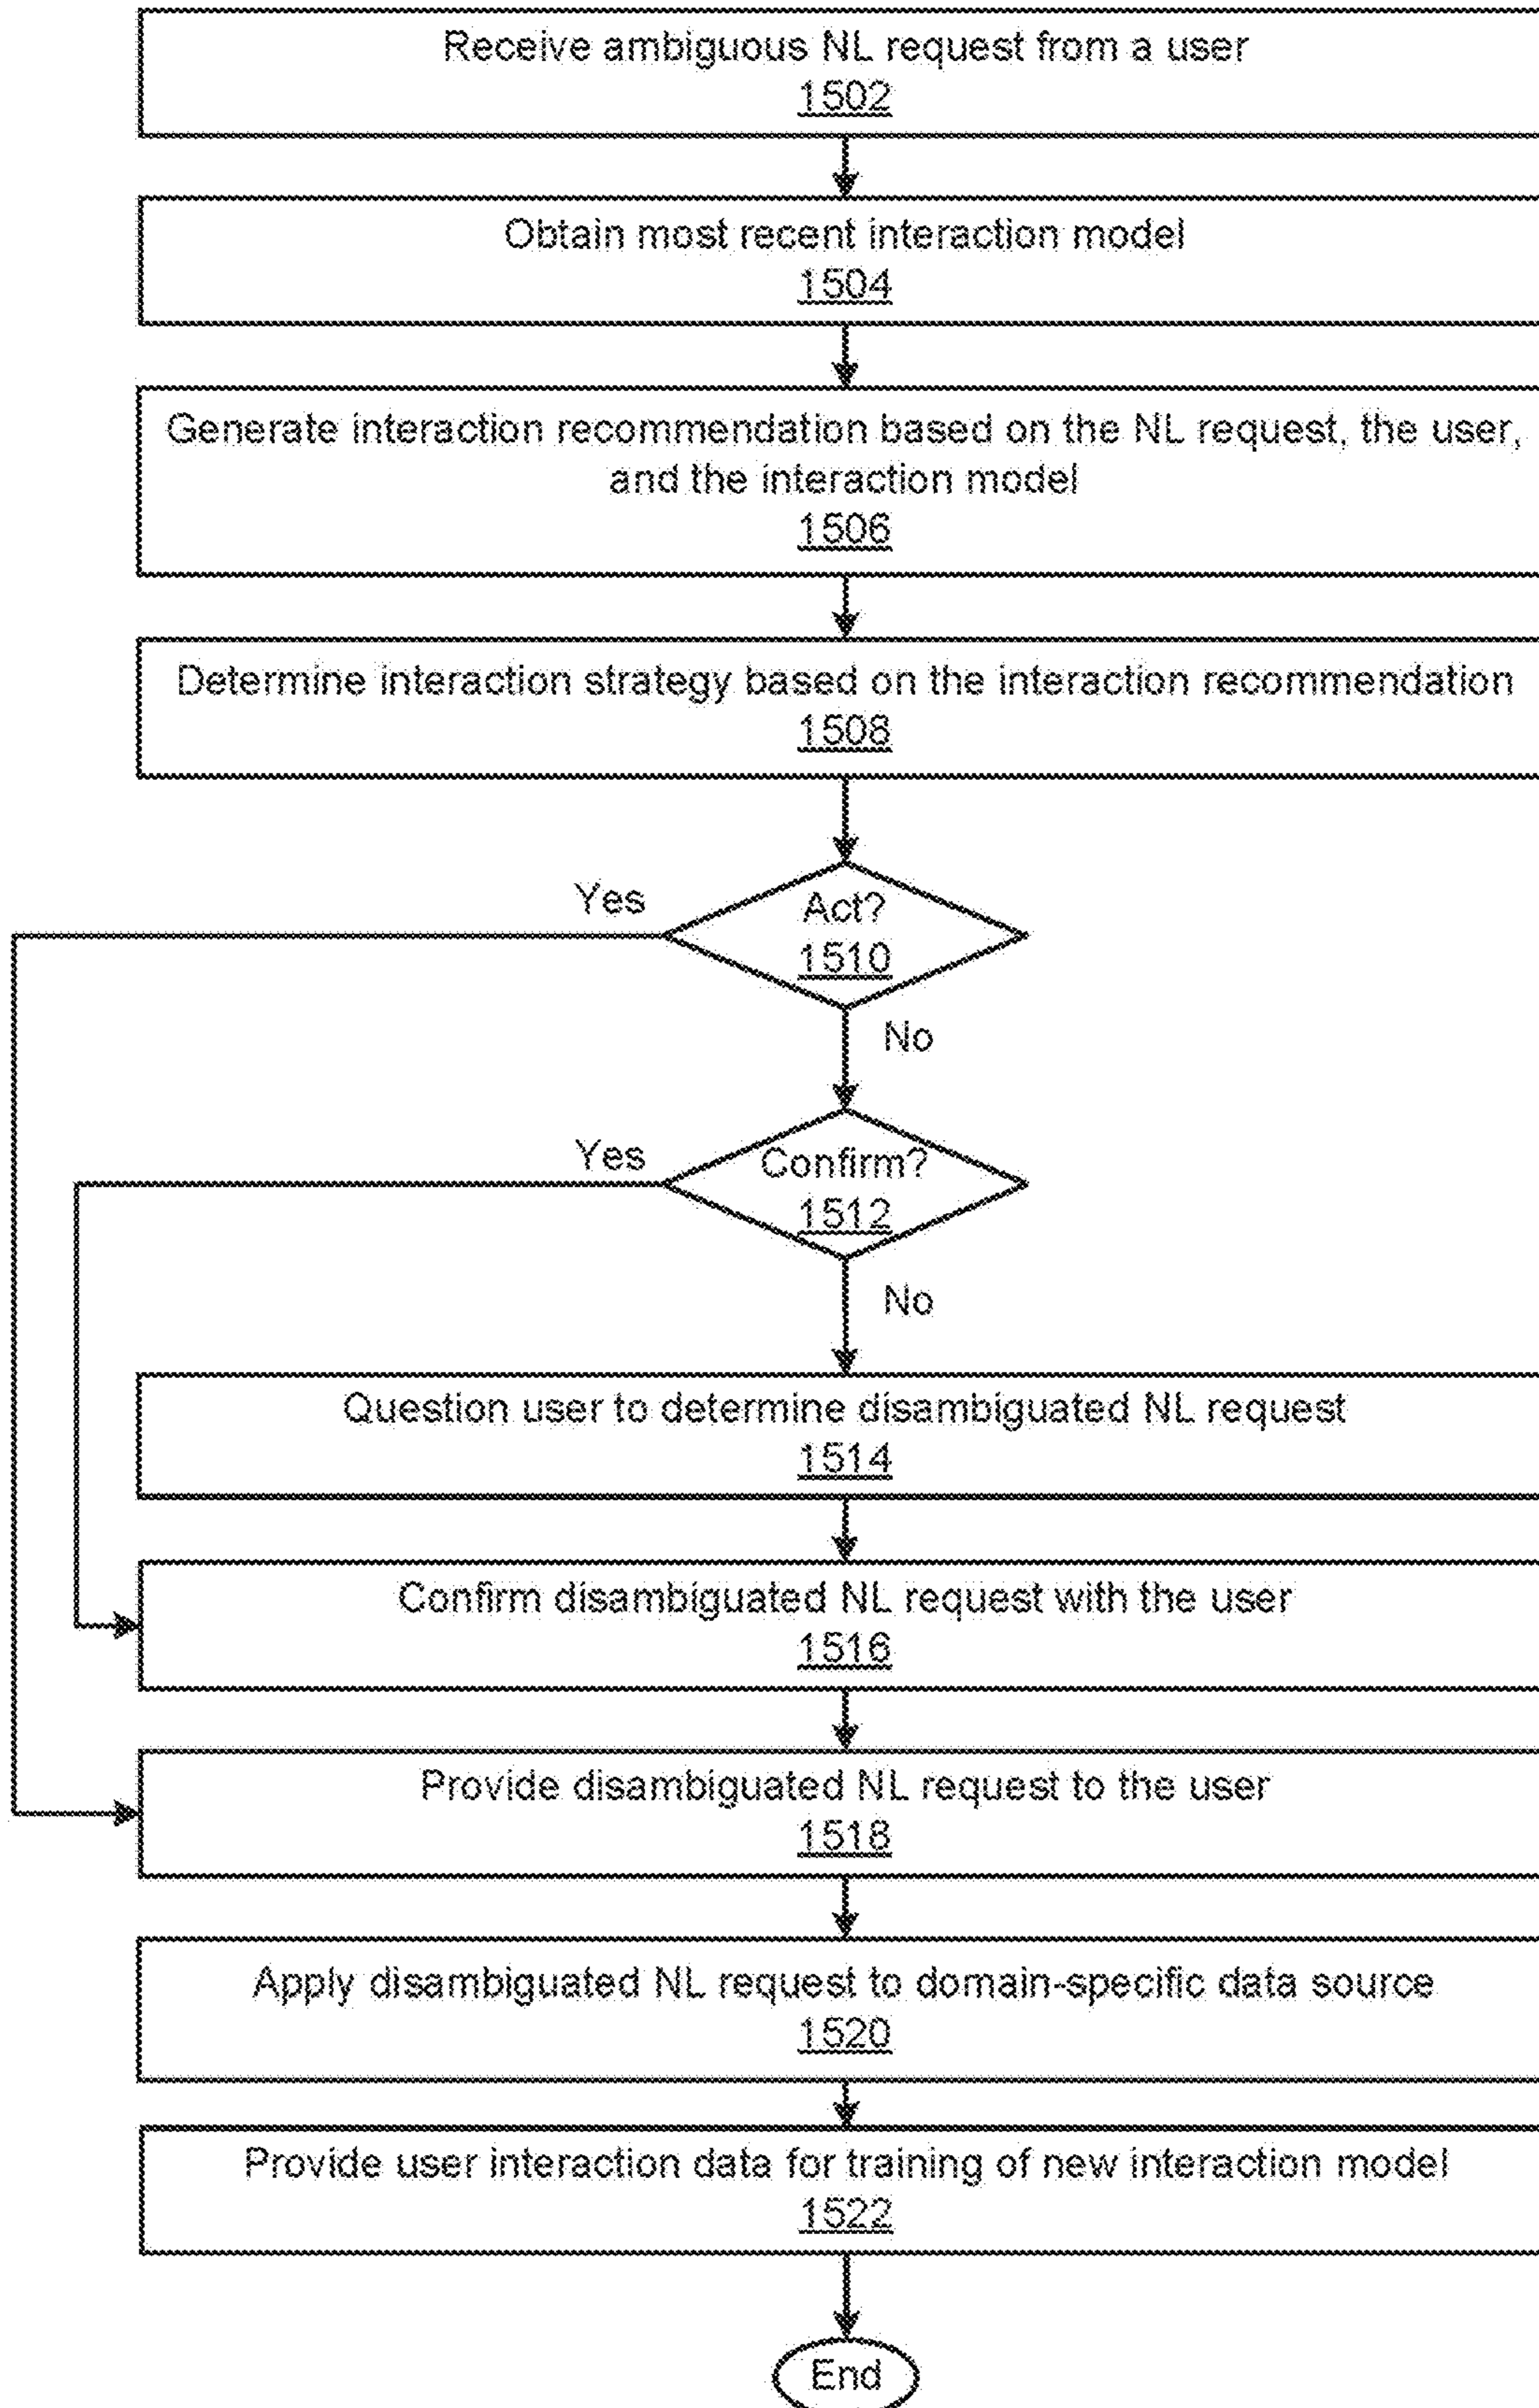 Receive ambiguous NL request from a user
1502
Obtain most recent interaction model
1504
Generate interaction recommendation based on the NL request, the user,
and the interaction model
1506
Determine interaction strategy based on the interaction recommendation
1508
Yes
Act?
1510
No
Yes
Confirm?
1512
No
Question user to determine disambiguated NL request
1514
Confirm disambiguated NL request with the user
1516
Provide disambiguated NL request to the user
1518
Apply disambiguated NL request to domain-specific data source
1520
Provide user interaction data for training of new interaction model
1522
End